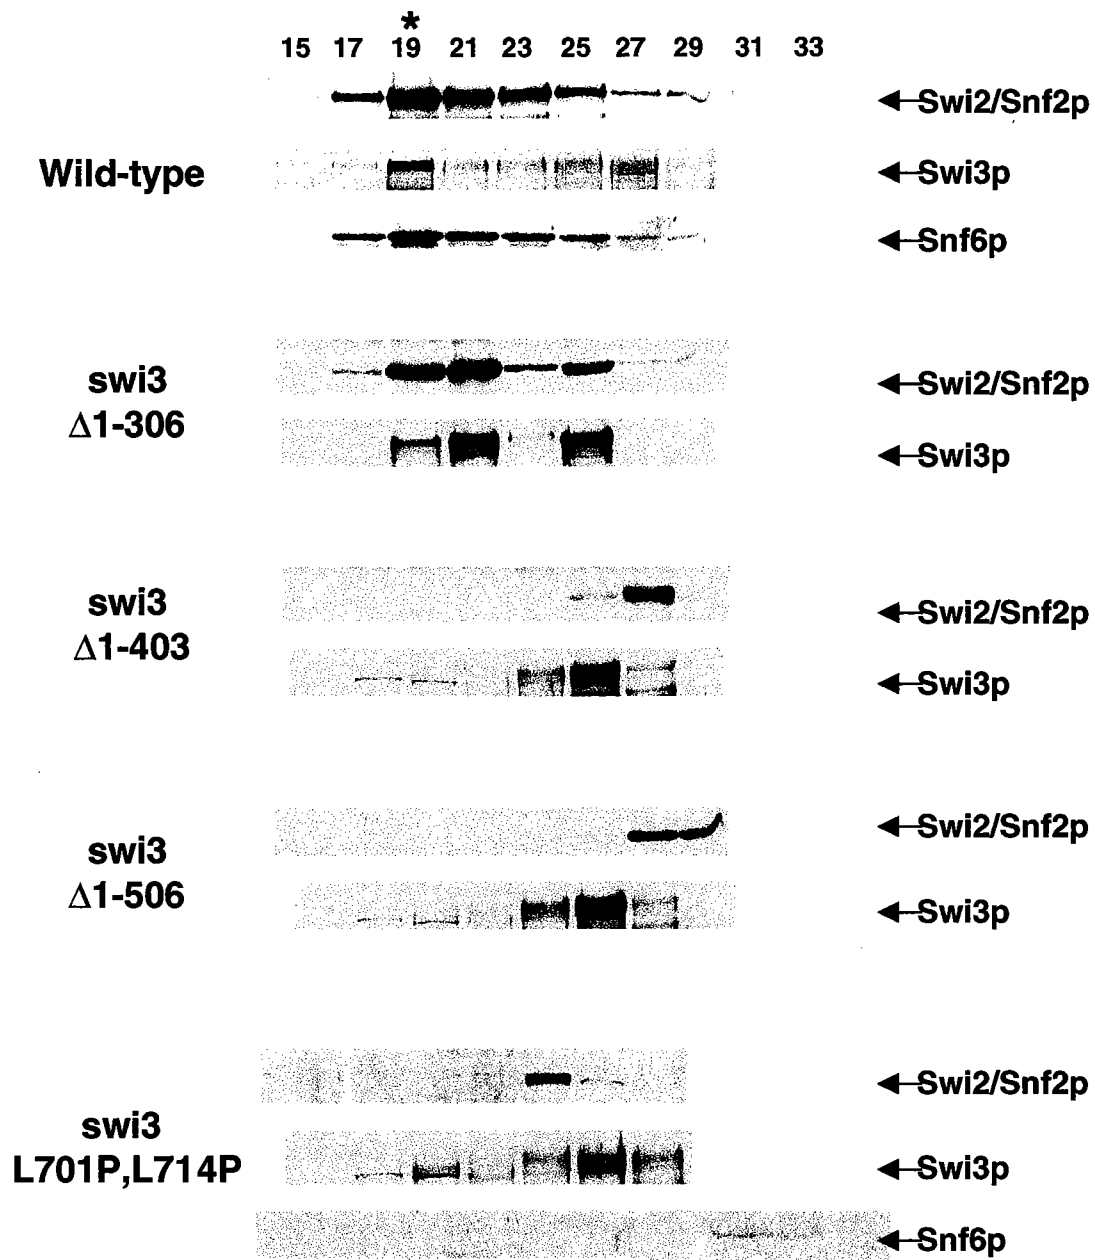 *
15 17 19 21 23 25 27 29 31 33
Swi2/Snf2p
Wild-type
Swi3p
Snf6p
swi3
Δ1-306
Swi2/Snf2p
Swi3p
swi3
Δ1-403
Swi2/Snf2p
Swi3p
swi3
Δ1-506
Swi2/Snf2p
Swi3p
swi3
L701P,L714P
Swi2/Snf2p
Swi3p
Snf6p